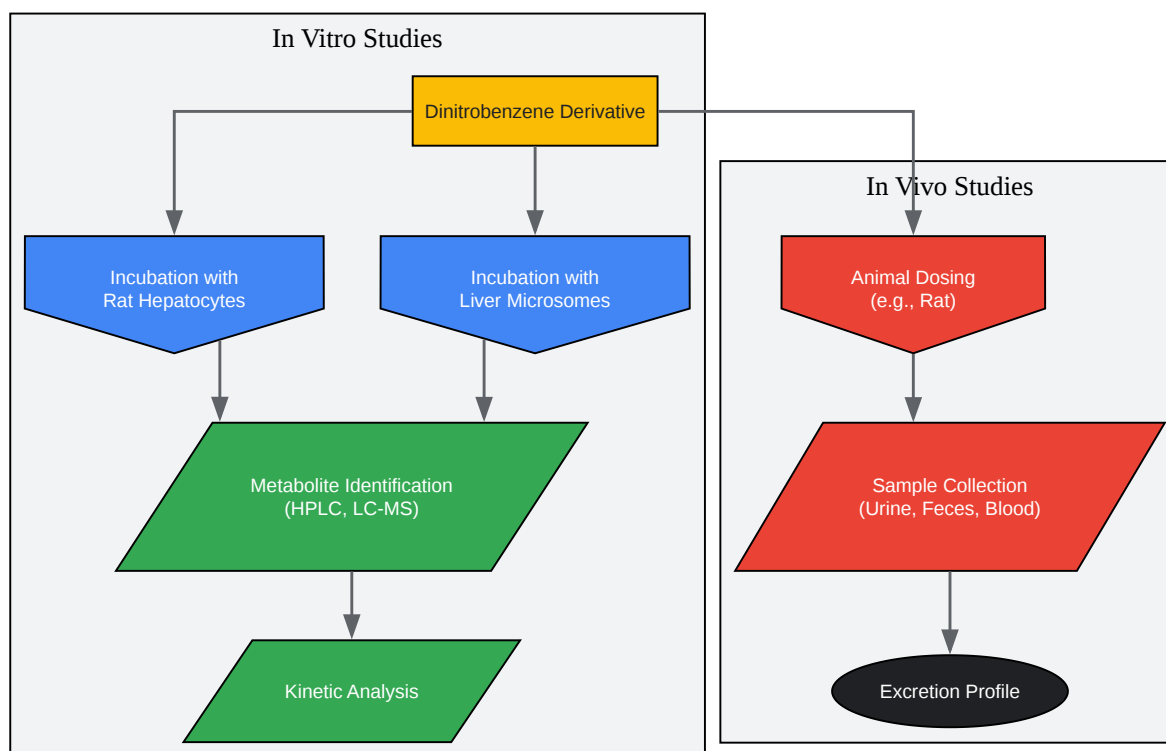 In Vitro Studies
Dinitrobenzene Derivative
In Vivo Studies
Incubation with
Rat Hepatocytes
Incubation with
Liver Microsomes
Animal Dosing
(e.g., Rat)
Metabolite Identification
(HPLC, LC-MS)
Sample Collection
(Urine, Feces, Blood)
Kinetic Analysis
Excretion Profile